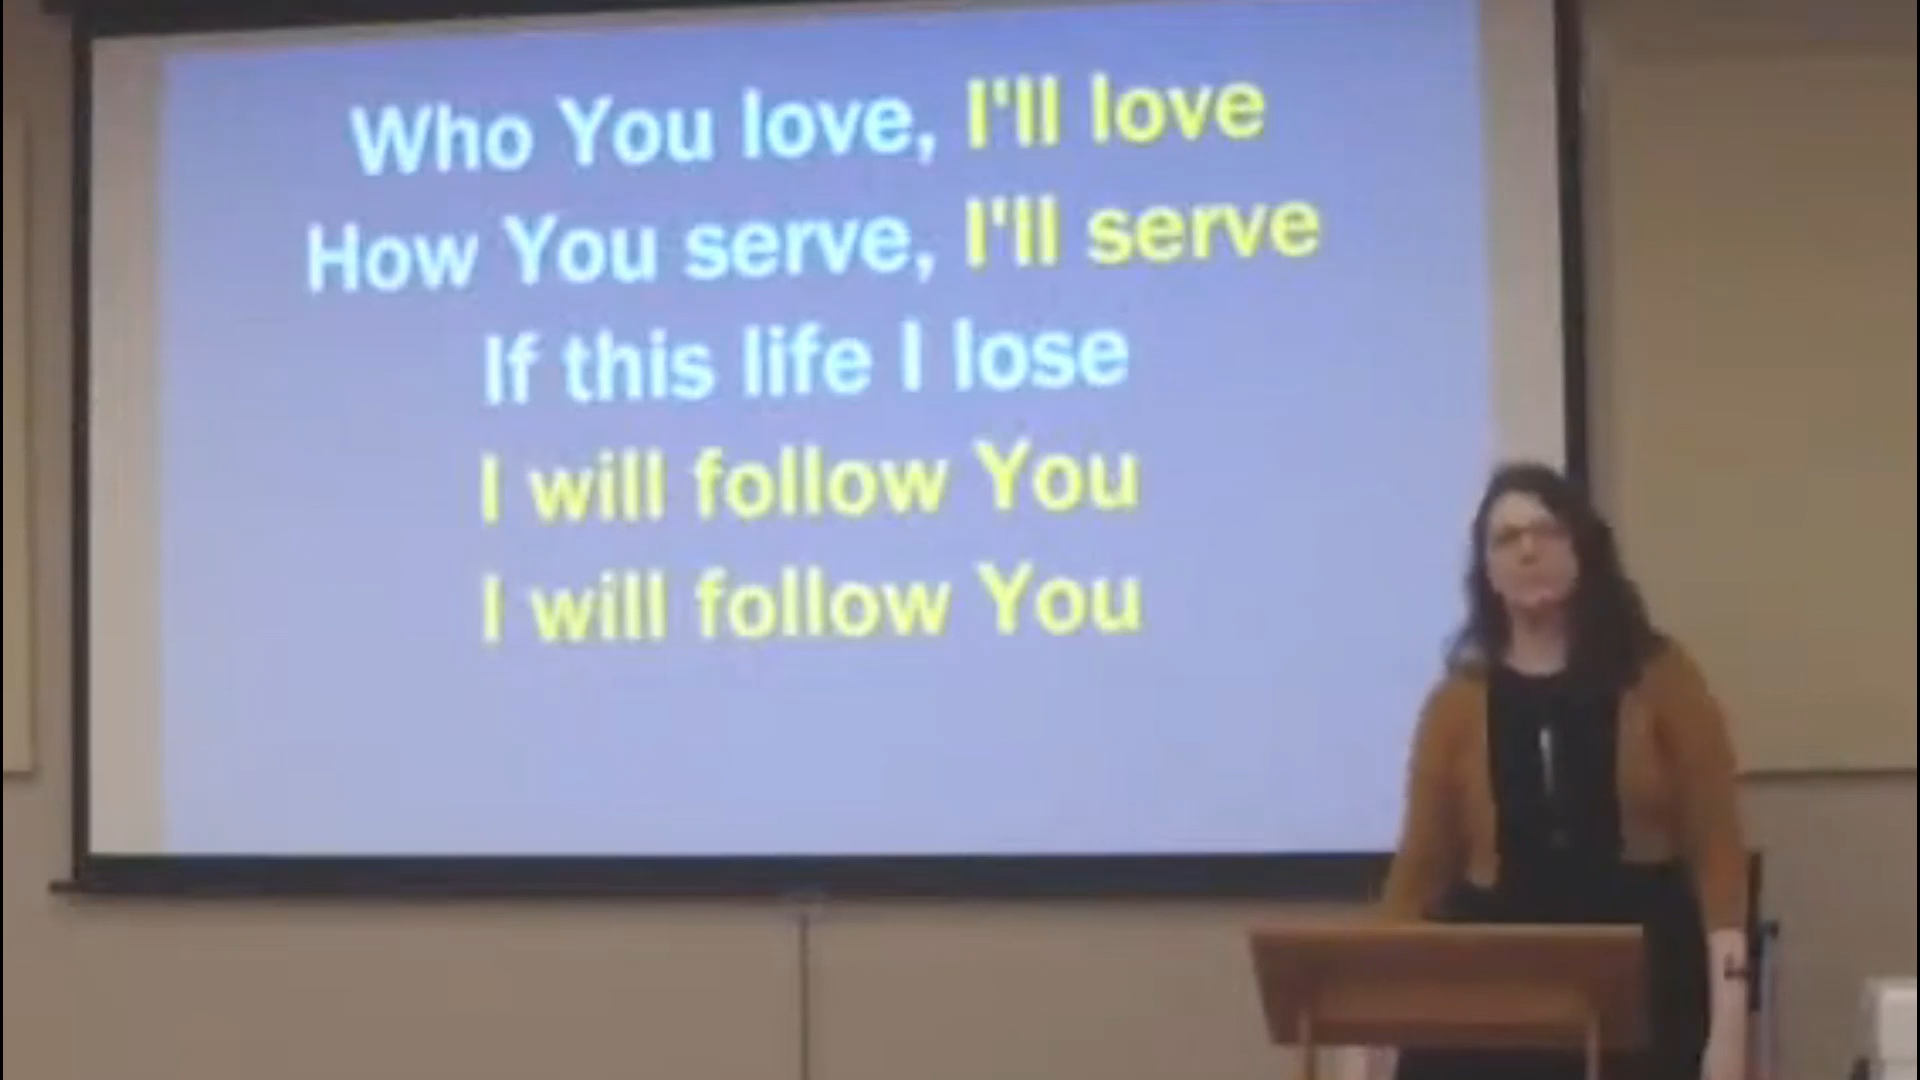 Who You love, I'll love
How You serve, I'll serve
If this life I lose
I will follow You
I will follow You